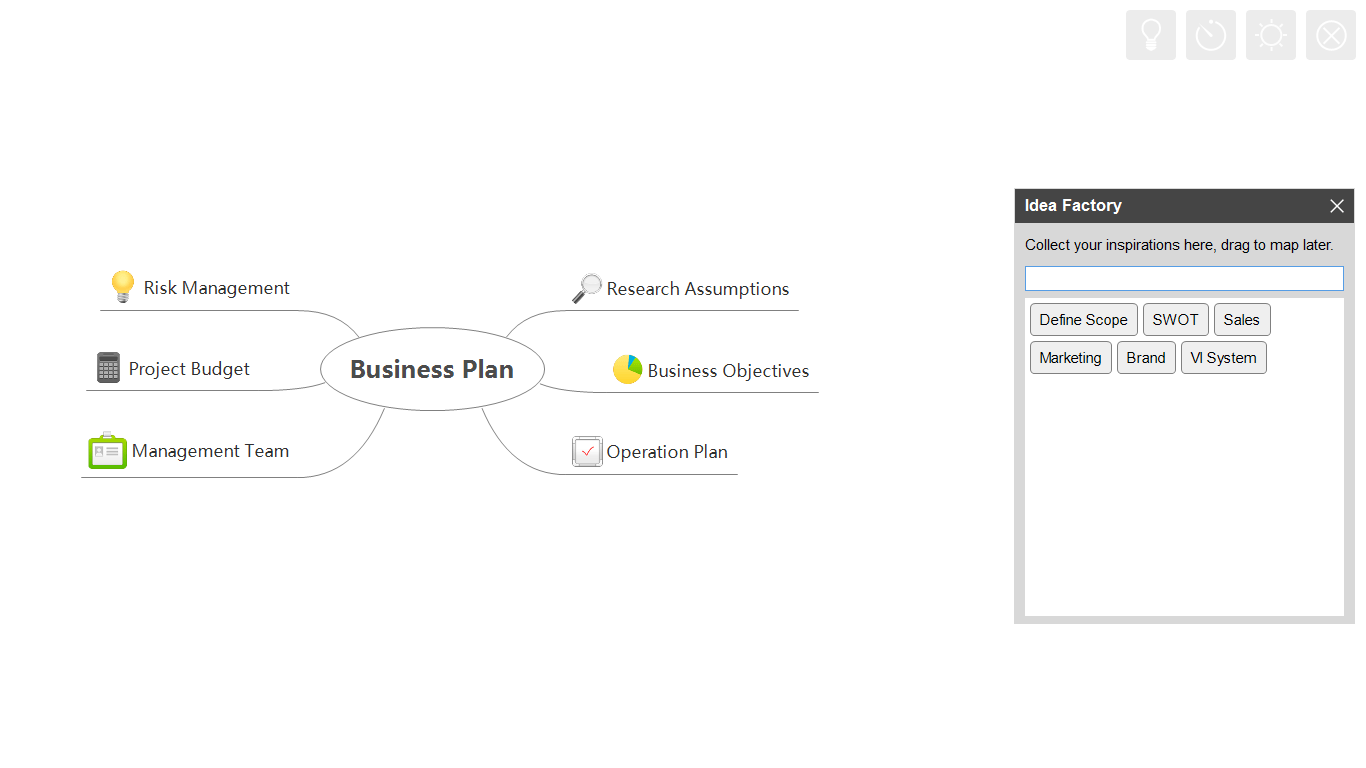 Risk Management
Research Assumptions
Project Budget
Business Plan
Business Objectives
Management Team
Operation Plan
Idea Factory
Collect your inspirations here, drag to map later.
Define Scope SWOT Sales
Marketing Brand VI System